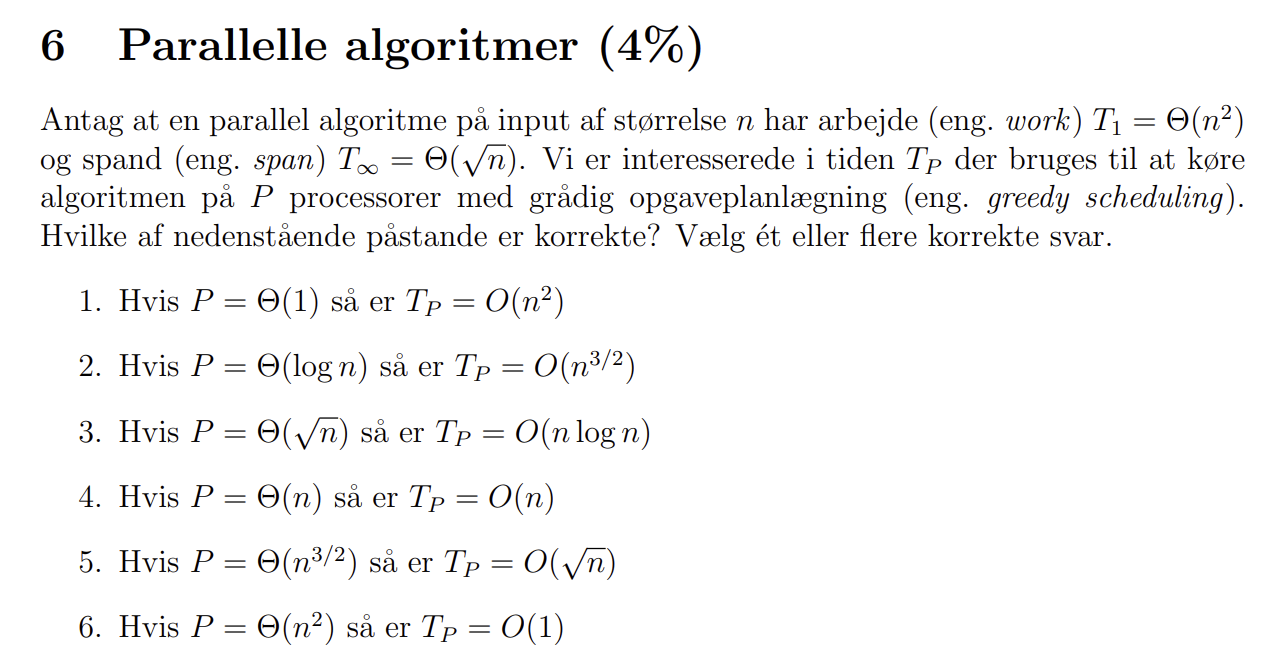 6 Parallelle algoritmer (4%)
Antag at en parallel algoritme på input af størrelse n har arbejde (eng. work) T₁ = Θ(n²)
og spand (eng. span) T∞ = Θ(√n). Vi er interesserede i tiden T_P der bruges til at køre
algoritmen på P processorer med grådig opgaveplanlægning (eng. greedy scheduling).
Hvilke af nedenstående påstande er korrekte? Vælg ét eller flere korrekte svar.
1. Hvis P = Θ(1) så er T_P = O(n²)
2. Hvis P = Θ(log n) så er T_P = O(n^{3/2})
3. Hvis P = Θ(√n) så er T_P = O(n log n)
4. Hvis P = Θ(n) så er T_P = O(n)
5. Hvis P = Θ(n^{3/2}) så er T_P = O(√n)
6. Hvis P = Θ(n²) så er T_P = O(1)